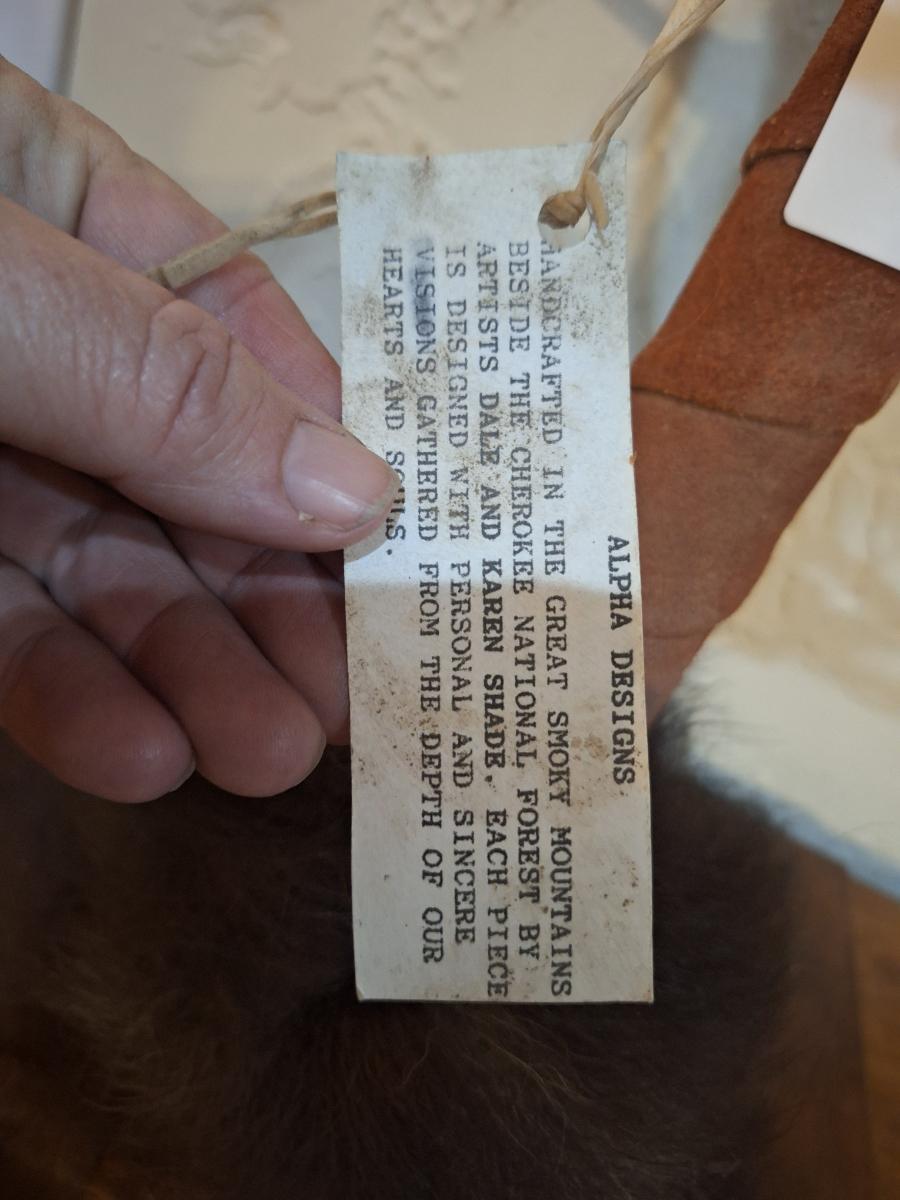 ALPHA DESIGNS
HANDCRAFTED IN THE GREAT SMOKY MOUNTAINS
BESIDE THE CHEROKEE NATIONAL FOREST BY
ARTISTS DALE AND KAREN SHADE. EACH PIECE
IS DESIGNED WITH PERSONAL AND SINCERE
VISIONS GATHERED FROM THE DEPTH OF OUR
HEARTS AND SOULS.